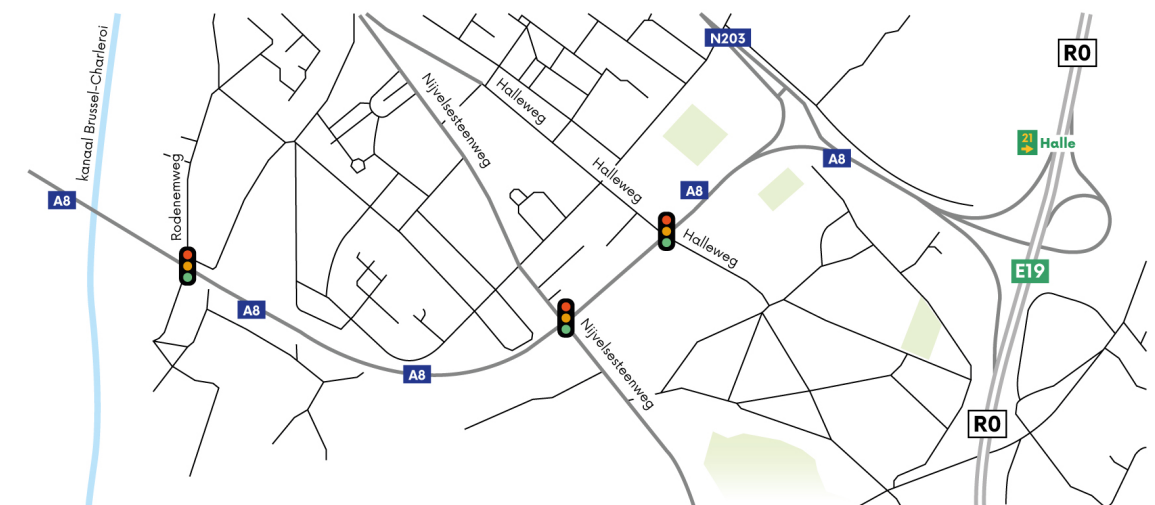 N203
R0
kanaal Brussel-Charleroi
Nijvelsesteenweg
Halleweg
21
Halle
A8
Rodenemweg
Halleweg
A8
A8
Halleweg
E19
A8
Nijvelsesteenweg
A8
R0